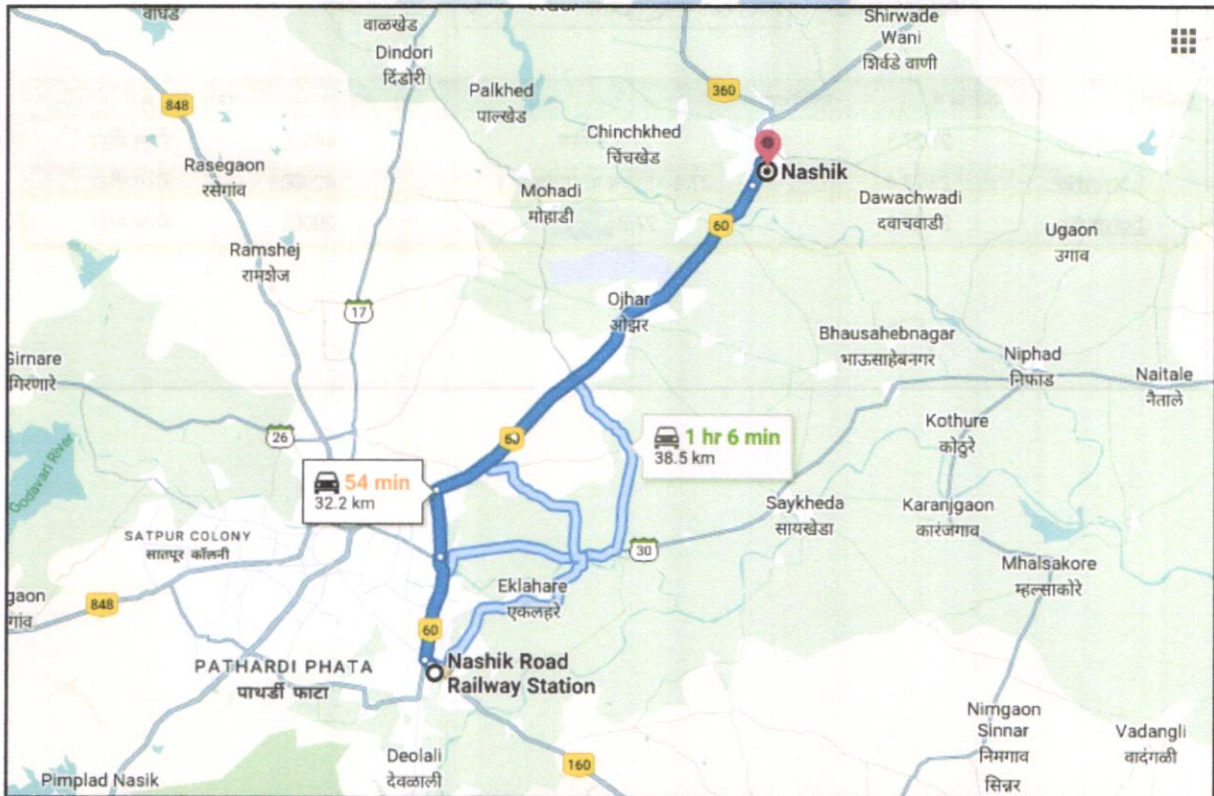 वाघाड
वाळखेड
Dindori
दिंडोरी
Shirwade
Wani
शिर्वडे वाणी
848
Palkhed
पाल्खेड
360
Chinchkhed
चिंचखेड
Rasegaon
रसेगांव
Nashik
Mohadi
मोहाडी
Dawachwadi
दवाचवाडी
60
Ugaon
उगाव
Ramshej
रामशेज
Ojhar
ओझर
17
Bhausahebnagar
भाऊसाहेबनगर
Niphad
निफाड
Girnare
गिरणारे
Naitale
नैताले
26
60
1 hr 6 min
38.5 km
Kothure
कोठुरे
54 min
32.2 km
Godavari River
Saykheda
सायखेडा
Karanjgaon
कारंजगाव
SATPUR COLONY
सातपूर कॉलनी
30
Mhalsakore
म्हाल्साकोरे
Eklahare
एकलहरे
gaon
गांव
848
60
PATHARDI PHATA
पाथर्डी फाटा
Nashik Road
Railway Station
Nimgaon
Sinnar
निमगाव
सिन्नर
Vadangli
वादंगळी
Deolali
देवळाली
160
Pimplad Nasik